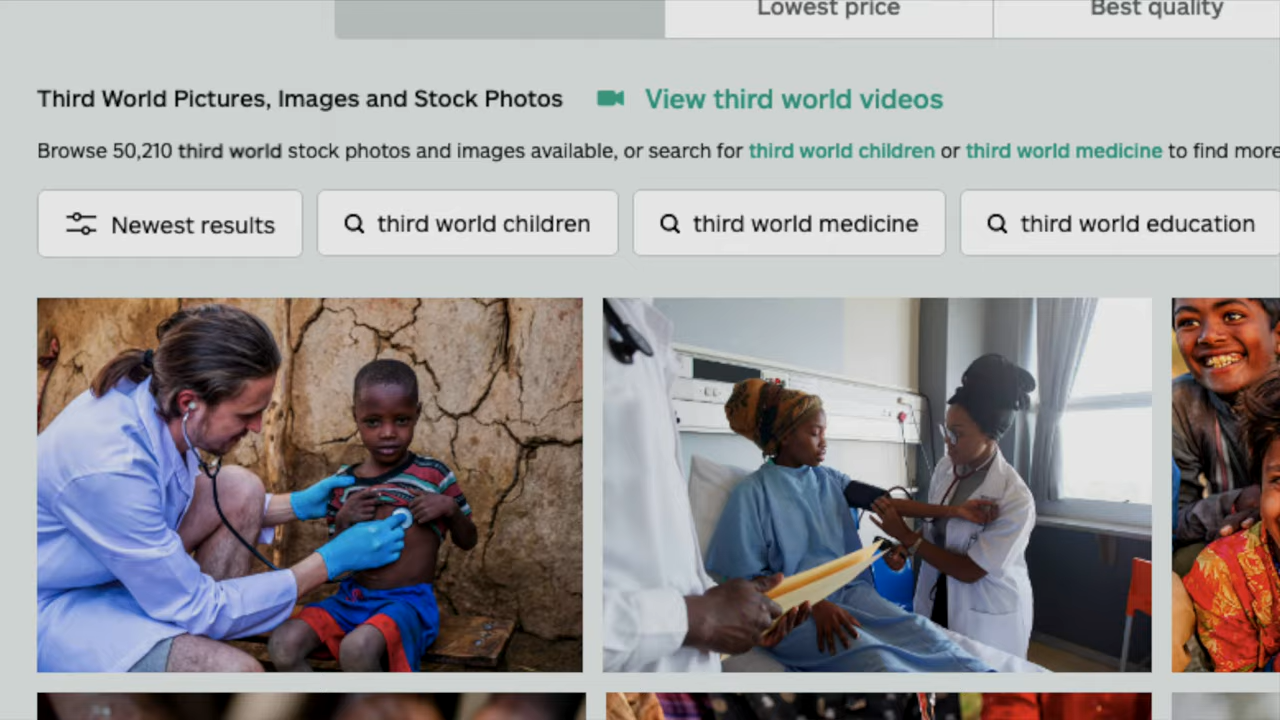 Lowest price
Best quality
Third World Pictures, Images and Stock Photos
View third world videos
Browse 50,210 third world stock photos and images available, or search for third world children or third world medicine to find more
Newest results
third world children
third world medicine
third world education